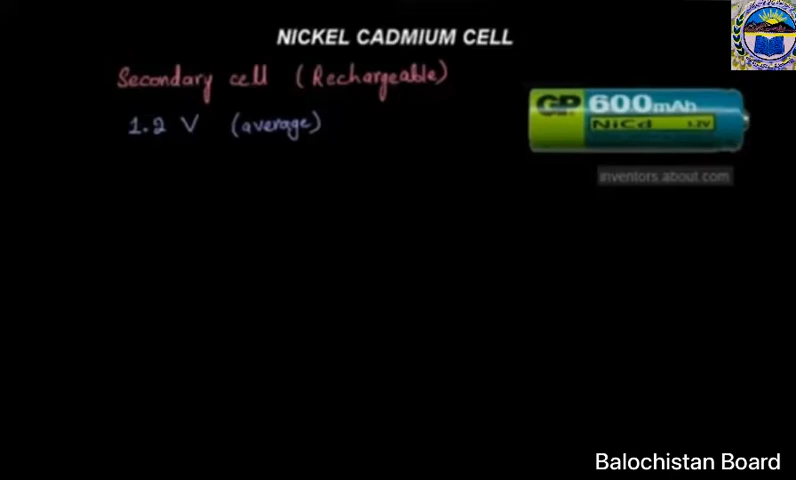 NICKEL CADMIUM CELL
Secondary cell (Rechargeable)
1.2 V (average)
GP 600mAh
NiCd 1.2V
inventors.about.com
Balochistan Board